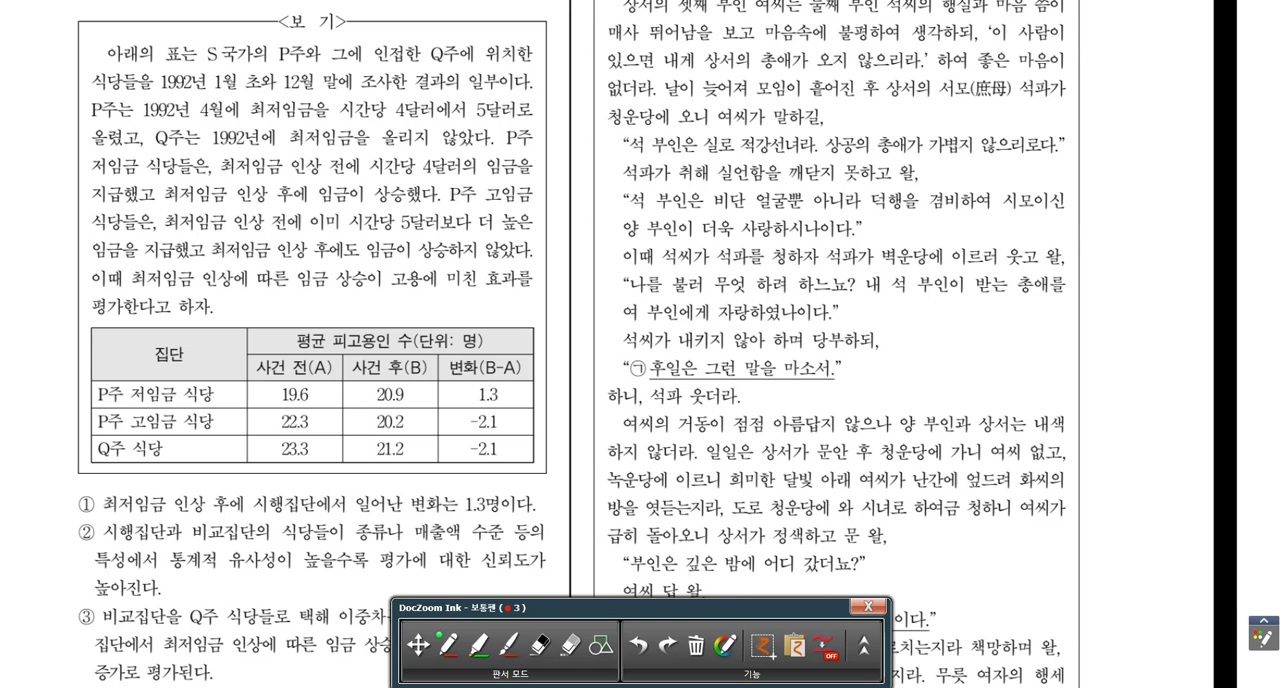 <보 기>
아래의 표는 S국가의 P주와 그에 인접한 Q주에 위치한
식당들을 1992년 1월 초와 12월 말에 조사한 결과의 일부이다.
P주는 1992년 4월에 최저임금을 시간당 4달러에서 5달러로
올렸고, Q주는 1992년에 최저임금을 올리지 않았다. P주
저임금 식당들은, 최저임금 인상 전에 시간당 4달러의 임금을
지급했고 최저임금 인상 후에 임금이 상승했다. P주 고임금
식당들은, 최저임금 인상 전에 이미 시간당 5달러보다 더 높은
임금을 지급했고 최저임금 인상 후에도 임금이 상승하지 않았다.
이때 최저임금 인상에 따른 임금 상승이 고용에 미친 효과를
평가한다고 하자.
집단 평균 피고용인 수(단위: 명)
사건 전(A) 사건 후(B) 변화(B-A)
P주 저임금 식당 19.6 20.9 1.3
P주 고임금 식당 22.3 20.2 -2.1
Q주 식당 23.3 21.2 -2.1
① 최저임금 인상 후에 시행집단에서 일어난 변화는 1.3명이다.
② 시행집단과 비교집단의 식당들이 종류나 매출액 수준 등의
특성에서 통계적 유사성이 높을수록 평가에 대한 신뢰도가
높아진다.
③ 비교집단을 Q주 식당들로 택해 이중차
집단에서 최저임금 인상에 따른 임금 상승
증가로 평가된다.
상서의 셋째 부인 여씨는 둘째 부인 석씨의 행실과 마음 씀이
매사 뛰어남을 보고 마음속에 불평하여 생각하되, ‘이 사람이
있으면 내게 상서의 총애가 오지 않으리라.’ 하여 좋은 마음이
없더라. 날이 늦어져 모임이 흩어진 후 상서의 서모(庶母) 석파가
청운당에 오니 여씨가 말하길,
“석 부인은 실로 적강선녀라. 상공의 총애가 가볍지 않으리로다.”
석파가 취해 실언함을 깨닫지 못하고 왈,
“석 부인은 비단 얼굴뿐 아니라 덕행을 겸비하여 시모이신
양 부인이 더욱 사랑하시나이다.”
이때 석씨가 석파를 청하자 석파가 벽운당에 이르러 웃고 왈,
“나를 불러 무엇 하려 하느뇨? 내 석 부인이 받는 총애를
여 부인에게 자랑하였나이다.”
석씨가 내키지 않아 하며 당부하되,
“㉠후일은 그런 말을 마소서.”
하니, 석파 웃더라.
여씨의 거동이 점점 아름답지 않으나 양 부인과 상서는 내색
하지 않더라. 일일은 상서가 문안 후 청운당에 가니 여씨 없고,
녹운당에 이르니 희미한 달빛 아래 여씨가 난간에 엎드려 화씨의
방을 엿듣는지라, 도로 청운당에 와 시녀로 하여금 청하니 여씨가
급히 돌아오니 상서가 정색하고 문 왈,
“부인은 깊은 밤에 어디 갔더뇨?”
여씨 답 왈,
이다.”
르치는지라 책망하며 왈,
지라. 무릇 여자의 행세
DocZoom Ink - 보통펜 ( 3 )
OFF
판서 모드 기능